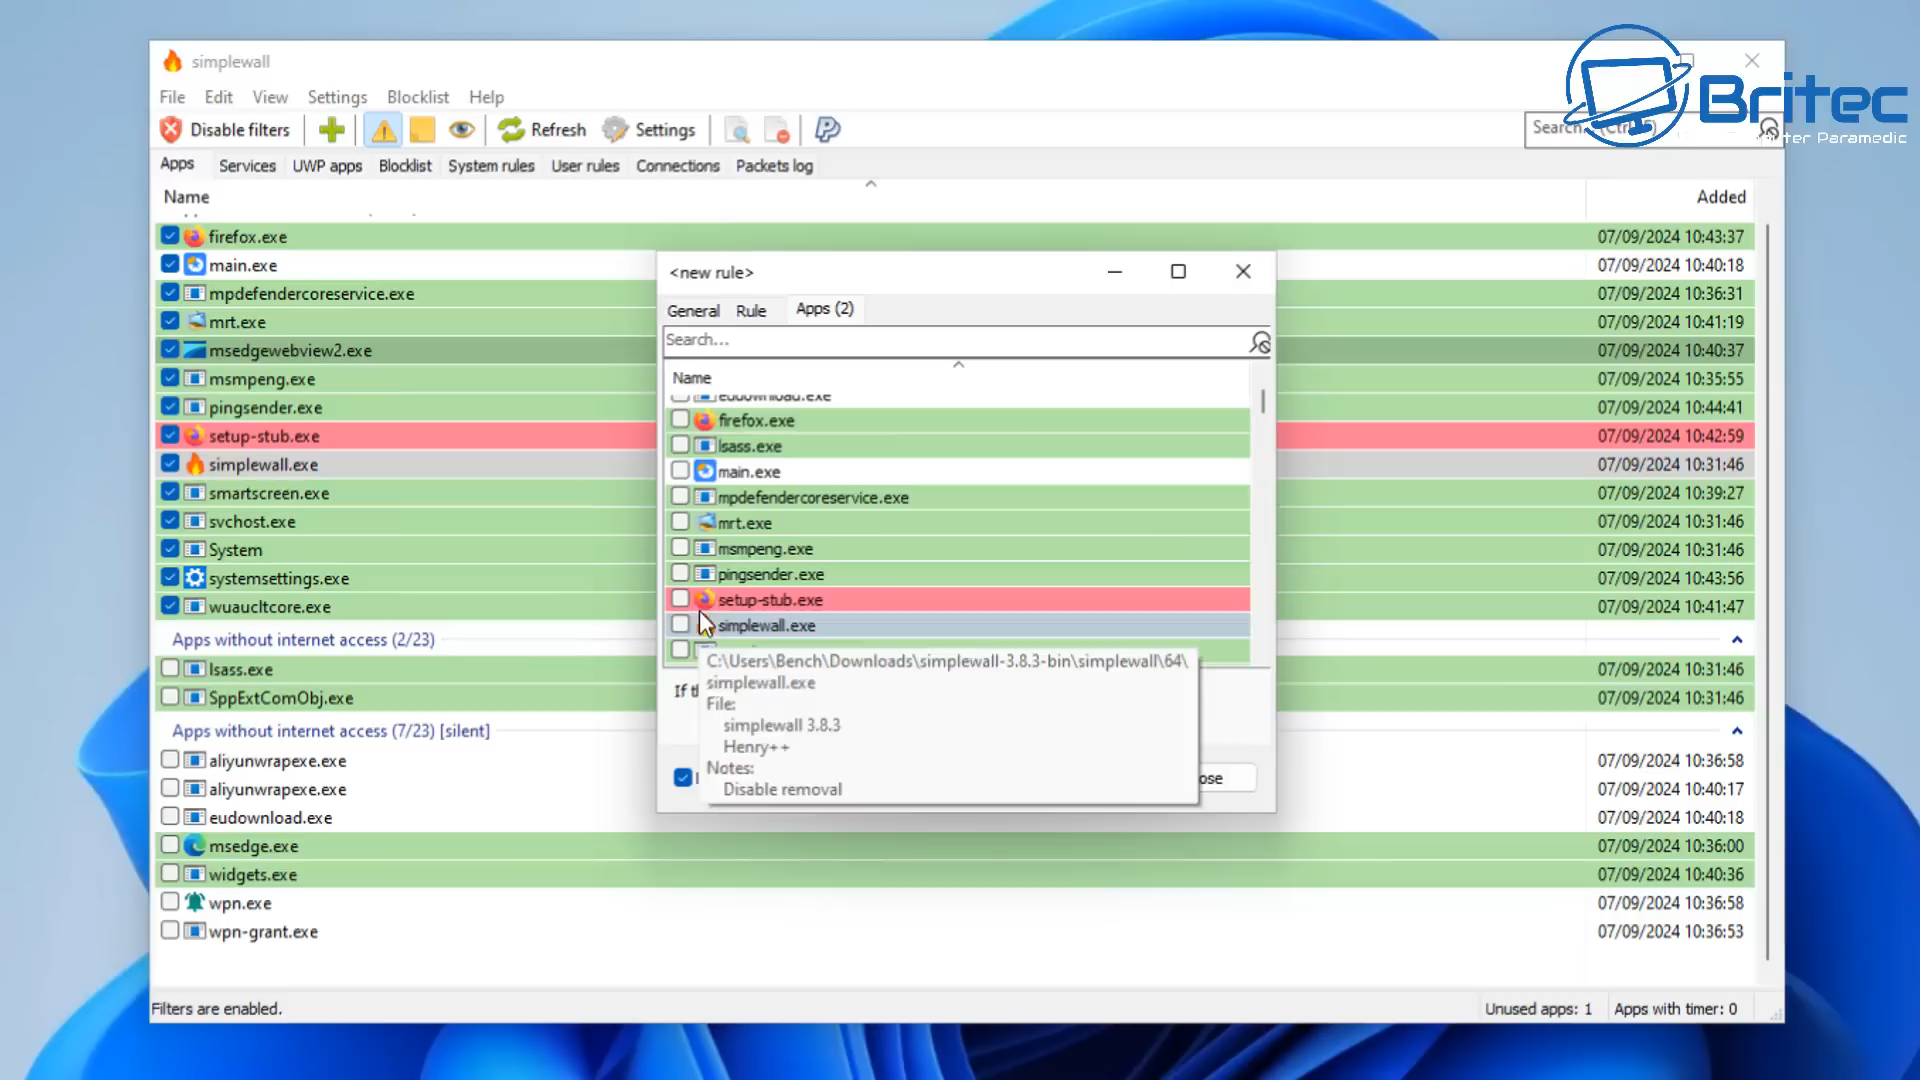 simplewall
File Edit View Settings Blocklist Help
Disable filters Refresh Settings Search... (Ctrl+F)
Britec
Computer Paramedic
Apps Services UWP apps Blocklist System rules User rules Connections Packets log
Name Added
firefox.exe 07/09/2024 10:43:37
main.exe 07/09/2024 10:40:18
mpdefendercoreservice.exe 07/09/2024 10:36:31
mrt.exe 07/09/2024 10:41:19
msedgewebview2.exe 07/09/2024 10:40:37
msmpeng.exe 07/09/2024 10:35:55
pingsender.exe 07/09/2024 10:44:41
setup-stub.exe 07/09/2024 10:42:59
simplewall.exe 07/09/2024 10:31:46
smartscreen.exe 07/09/2024 10:39:27
svchost.exe 07/09/2024 10:31:46
System 07/09/2024 10:31:46
systemsettings.exe 07/09/2024 10:43:56
wuaucltcore.exe 07/09/2024 10:41:47
Apps without internet access (2/23)
lsass.exe 07/09/2024 10:31:46
SppExtComObj.exe 07/09/2024 10:31:46
Apps without internet access (7/23) [silent]
aliyunwrapexe.exe 07/09/2024 10:36:58
aliyunwrapexe.exe 07/09/2024 10:40:17
eudownload.exe 07/09/2024 10:40:18
msedge.exe 07/09/2024 10:36:00
widgets.exe 07/09/2024 10:40:36
wpn.exe 07/09/2024 10:36:58
wpn-grant.exe 07/09/2024 10:36:53
Filters are enabled. Unused apps: 1 Apps with timer: 0
<new rule>
General Rule Apps (2)
Search...
Name
eudownload.exe
firefox.exe
lsass.exe
main.exe
mpdefendercoreservice.exe
mrt.exe
msmpeng.exe
pingsender.exe
setup-stub.exe
simplewall.exe
C:\Users\Bench\Downloads\simplewall-3.8.3-bin\simplewall\64\
simplewall.exe
File:
simplewall 3.8.3
Henry++
Notes:
Disable removal
If